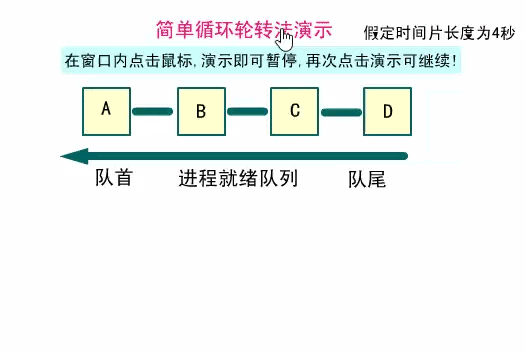 简单循环轮转法演示
假定时间片长度为4秒
在窗口内点击鼠标,演示即可暂停,再次点击演示可继续!
A B C D
队首 进程就绪队列 队尾